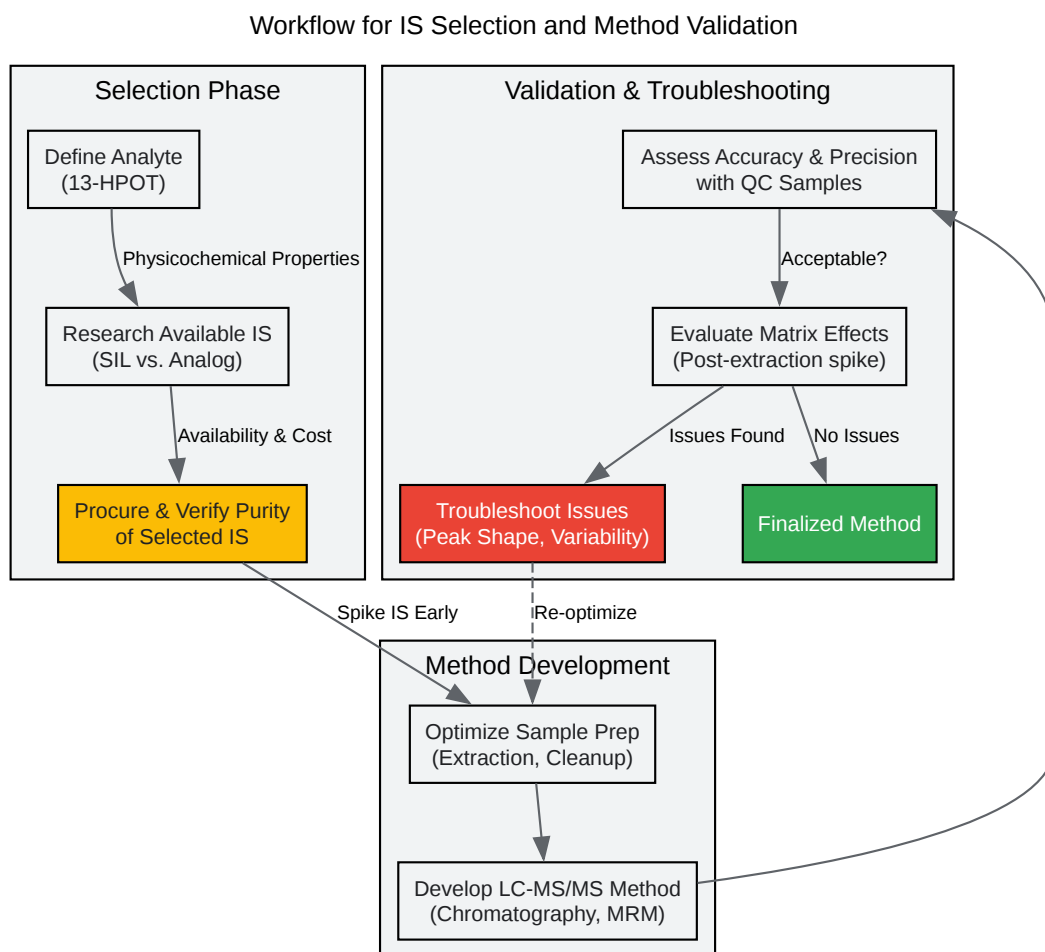 Workflow for IS Selection and Method Validation
Selection Phase
Define Analyte
(13-HPOT)
Physicochemical Properties
Research Available IS
(SIL vs. Analog)
Availability & Cost
Procure & Verify Purity
of Selected IS
Spike IS Early
Validation & Troubleshooting
Assess Accuracy & Precision
with QC Samples
Acceptable?
Evaluate Matrix Effects
(Post-extraction spike)
Issues Found
No Issues
Troubleshoot Issues
(Peak Shape, Variability)
Finalized Method
Re-optimize
Method Development
Optimize Sample Prep
(Extraction, Cleanup)
Develop LC-MS/MS Method
(Chromatography, MRM)